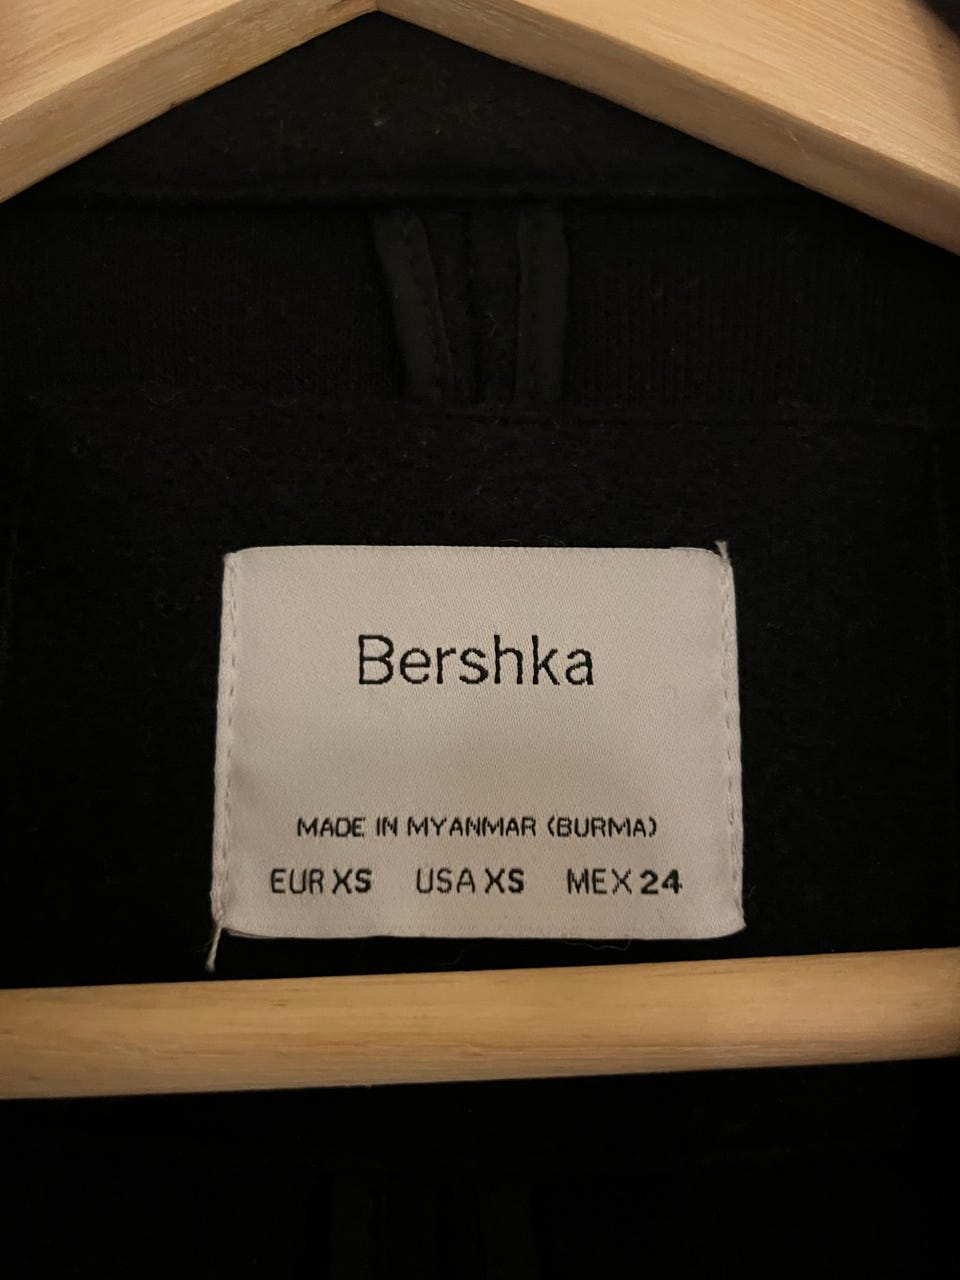 Bershka
MADE IN MYANMAR (BURMA)
EUR XS USA XS MEX 24